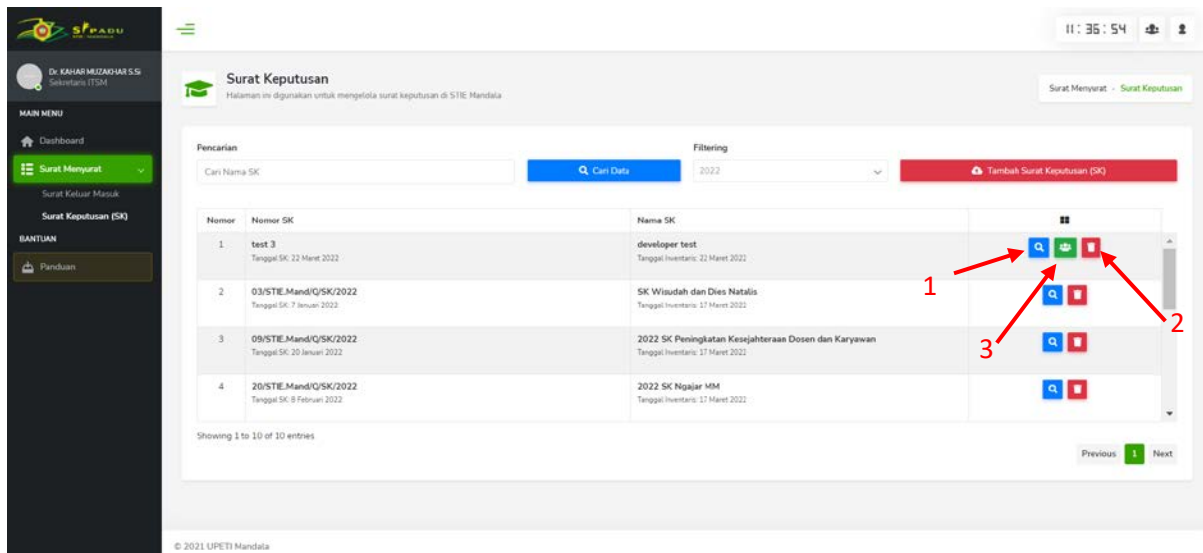 SIPADU
STIE MANDALA
11:36:54
Dr. KAHAR MUZAKHAR S.Si
Sekretaris ITSM
Surat Keputusan
Halaman ini digunakan untuk mengelola surat keputusan di STIE Mandala
Surat Menyurat - Surat Keputusan
MAIN MENU
Dashboard
Surat Menyurat
Surat Keluar Masuk
Surat Keputusan (SK)
BANTUAN
Panduan
Pencarian
Filtering
Cari Nama SK
Cari Data
2022
Tambah Surat Keputusan (SK)
Nomor Nomor SK Nama SK
1 test 3 developer test
Tanggal SK: 22 Maret 2022 Tanggal Inventaris: 22 Maret 2022
1
2 03/STIE.Mand/Q/SK/2022 SK Wisudah dan Dies Natalis
Tanggal SK: 7 Januari 2022 Tanggal Inventaris: 17 Maret 2022
2
3 09/STIE.Mand/Q/SK/2022 2022 SK Peningkatan Kesejahteraan Dosen dan Karyawan
Tanggal SK: 20 Januari 2022 Tanggal Inventaris: 17 Maret 2022
3
4 20/STIE.Mand/Q/SK/2022 2022 SK Ngajar MM
Tanggal SK: 8 Februari 2022 Tanggal Inventaris: 17 Maret 2022
Showing 1 to 10 of 10 entries
Previous 1 Next
© 2021 UPETI Mandala